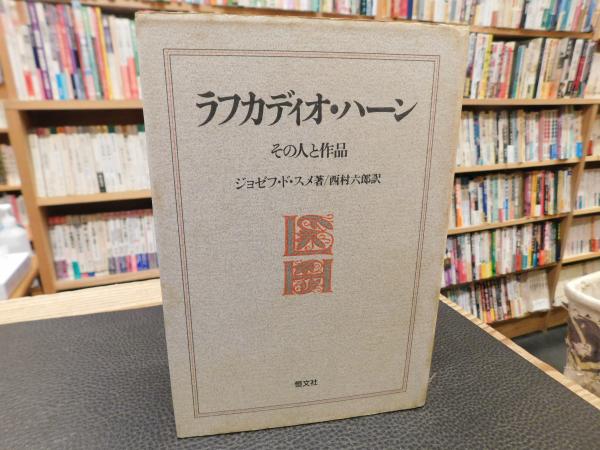 ラフカディオ・ハーン
その人と作品
ジョゼフ・ド・スメ著/西村六郎訳
L
H
恒文社